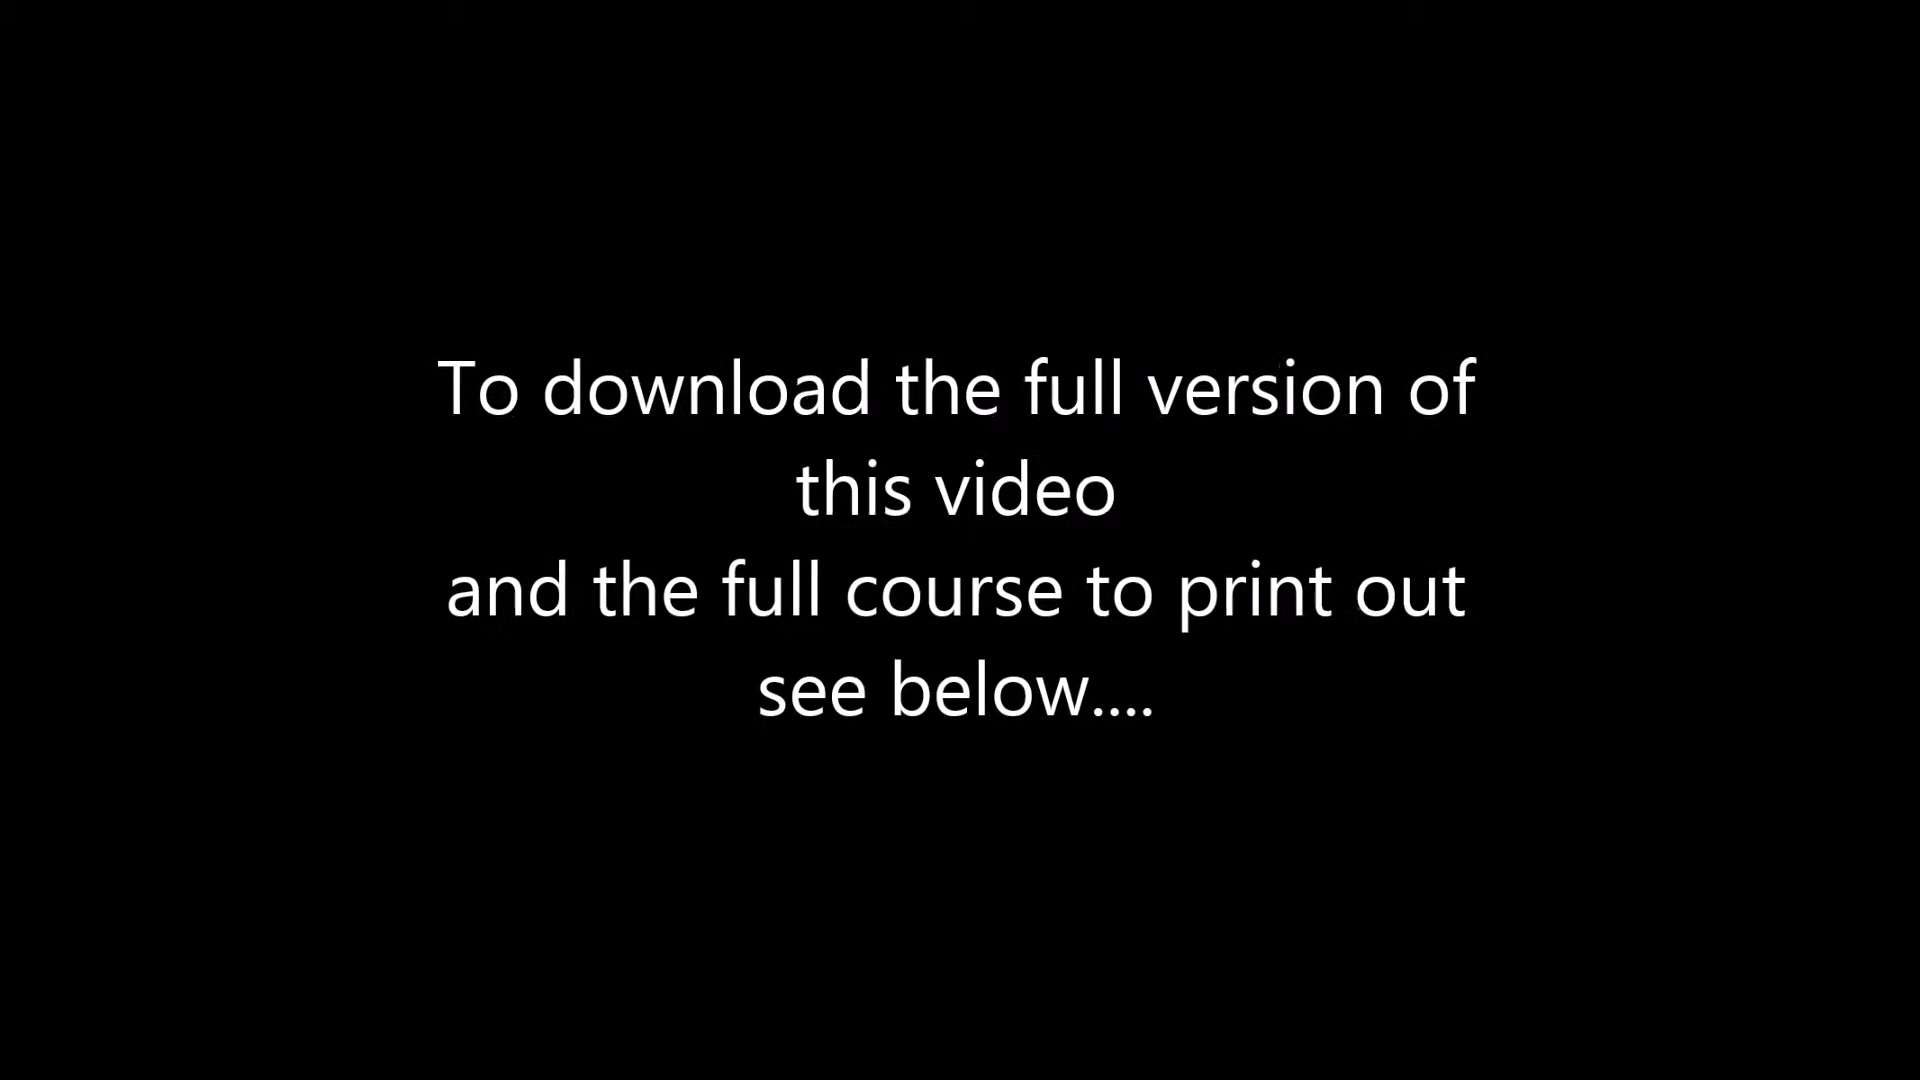 To download the full version of
this video
and the full course to print out
see below....